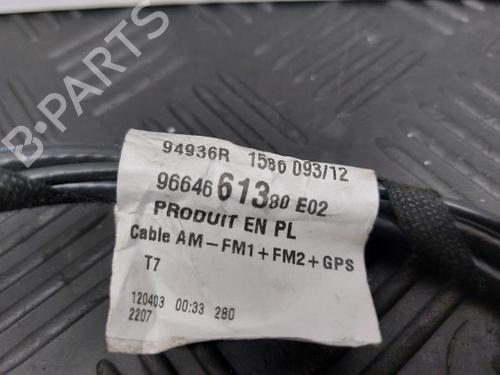 94936R 1586 093/12
96646 613 80 E02
PRODUIT EN PL
Cable AM-FM1+FM2+GPS
T7
120403 00:33 280
2207
B-PARTS